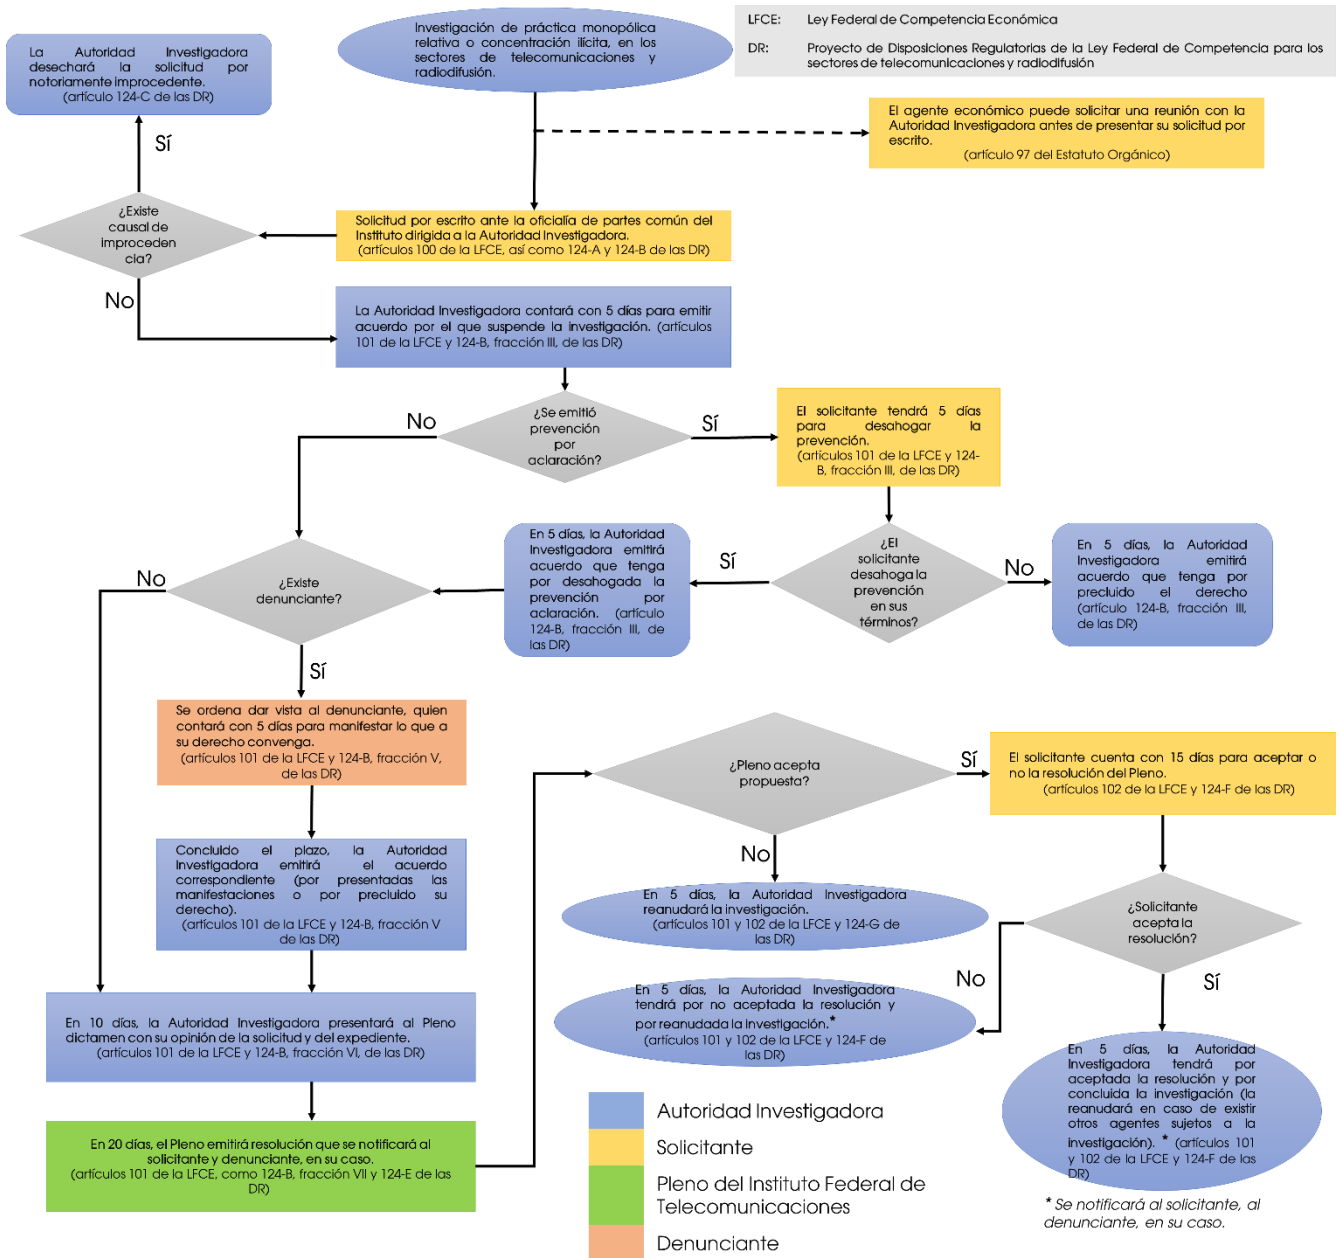 LFCE: Ley Federal de Competencia Económica
DR: Proyecto de Disposiciones Regulatorias de la Ley Federal de Competencia para los
sectores de telecomunicaciones y radiodifusión
Investigación de práctica monopólica
relativa o concentración ilícita, en los
sectores de telecomunicaciones y
radiodifusión.
La Autoridad Investigadora
desechará la solicitud por
notoriamente improcedente.
(artículo 124-C de las DR)
El agente económico puede solicitar una reunión con la
Autoridad Investigadora antes de presentar su solicitud por
escrito.
(artículo 97 del Estatuto Orgánico)
Sí
¿Existe
causal de
improceden
cia?
Solicitud por escrito ante la oficialía de partes común del
Instituto dirigida a la Autoridad Investigadora.
(artículos 100 de la LFCE, así como 124-A y 124-B de las DR)
No
La Autoridad Investigadora contará con 5 días para emitir
acuerdo por el que suspende la investigación. (artículos
101 de la LFCE y 124-B, fracción III, de las DR)
No
¿Se emitió
prevención
por
aclaración?
Sí
El solicitante tendrá 5 días
para desahogar la
prevención.
(artículos 101 de la LFCE y 124-
B, fracción III, de las DR)
No
¿Existe
denunciante?
En 5 días, la Autoridad
Investigadora emitirá
acuerdo que tenga
por desahogada la
prevención por
aclaración. (artículo
124-B, fracción III, de
las DR)
Sí
¿El
solicitante
desahoga la
prevención
en sus
términos?
No
En 5 días, la Autoridad
Investigadora emitirá
acuerdo que tenga por
precluido el derecho
(artículo 124-B, fracción III,
de las DR)
Sí
Se ordena dar vista al denunciante, quien
contará con 5 días para manifestar lo que a
su derecho convenga.
(artículos 101 de la LFCE y 124-B, fracción V,
de las DR)
¿Pleno acepta
propuesta?
Sí
El solicitante cuenta con 15 días para aceptar o
no la resolución del Pleno.
(artículos 102 de la LFCE y 124-F de las DR)
Concluido el plazo, la Autoridad
Investigadora emitirá el acuerdo
correspondiente (por presentadas las
manifestaciones o por precluido su
derecho).
(artículos 101 de la LFCE y 124-B, fracción V
de las DR)
No
En 5 días, la Autoridad Investigadora
reanudará la investigación.
(artículos 101 y 102 de la LFCE y 124-G de
las DR)
¿Solicitante
acepta la
resolución?
No
Sí
En 5 días, la Autoridad Investigadora
tendrá por no aceptada la resolución y
por reanudada la investigación.*
(artículos 101 y 102 de la LFCE y 124-F de
las DR)
En 10 días, la Autoridad Investigadora presentará al Pleno
dictamen con su opinión de la solicitud y del expediente.
(artículos 101 de la LFCE y 124-B, fracción VI, de las DR)
En 5 días, la Autoridad
Investigadora tendrá por
aceptada la resolución y por
concluida la investigación (la
reanudará en caso de existir
otros agentes sujetos a la
investigación). * (artículos 101
y 102 de la LFCE y 124-F de las
DR)
En 20 días, el Pleno emitirá resolución que se notificará al
solicitante y denunciante, en su caso.
(artículos 101 de la LFCE, como 124-B, fracción VII y 124-E de las
DR)
Autoridad Investigadora
Solicitante
Pleno del Instituto Federal de
Telecomunicaciones
Denunciante
* Se notificará al solicitante, al
denunciante, en su caso.